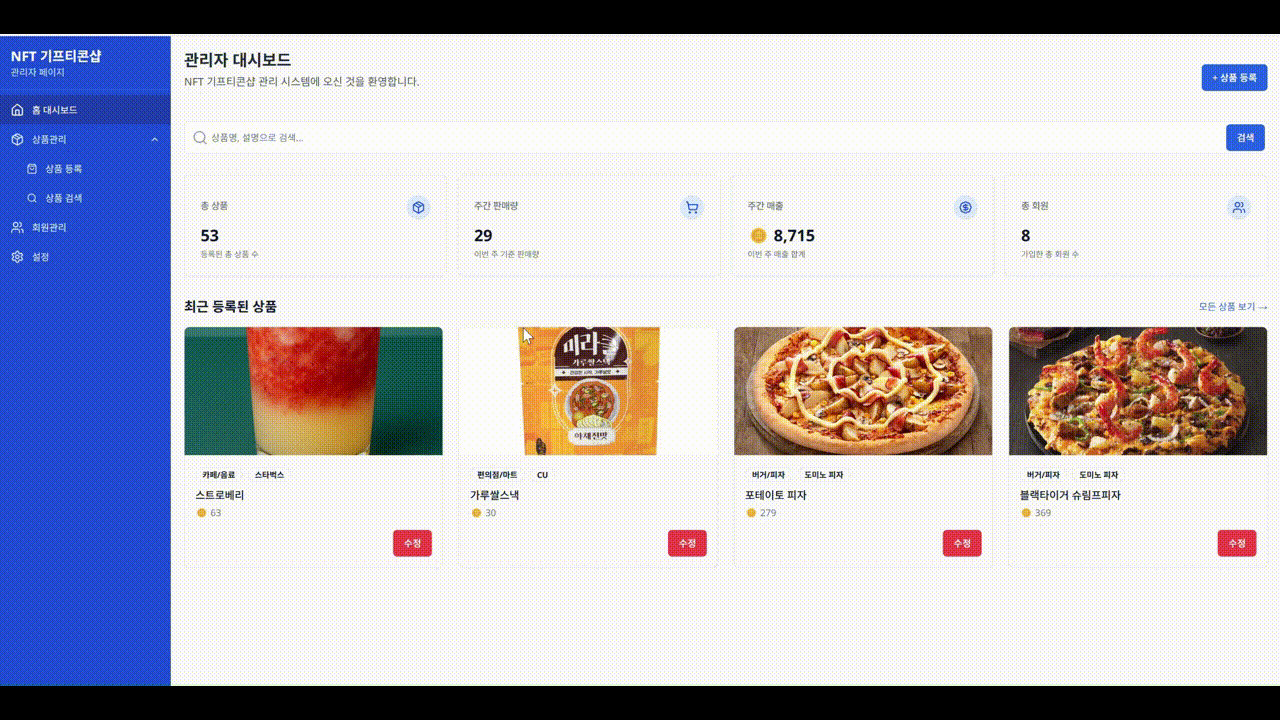 NFT 기프티콘샵
관리자 페이지
홈 대시보드
상품관리
상품 등록
상품 검색
회원관리
설정
관리자 대시보드
NFT 기프티콘샵 관리 시스템에 오신 것을 환영합니다.
+ 상품 등록
상품명, 설명으로 검색...
검색
총 상품
53
등록된 총 상품 수
주간 판매량
29
이번 주 기준 판매량
주간 매출
8,715
이번 주 매출 합계
총 회원
8
가입한 총 회원 수
최근 등록된 상품
모든 상품 보기 →
카페/음료 스타벅스
스트로베리
63
수정
미라클
가루쌀스낵
야채전맛
편의점/마트 CU
가루쌀스낵
30
수정
버거/피자 도미노 피자
포테이토 피자
279
수정
버거/피자 도미노 피자
블랙타이거 슈림프피자
369
수정